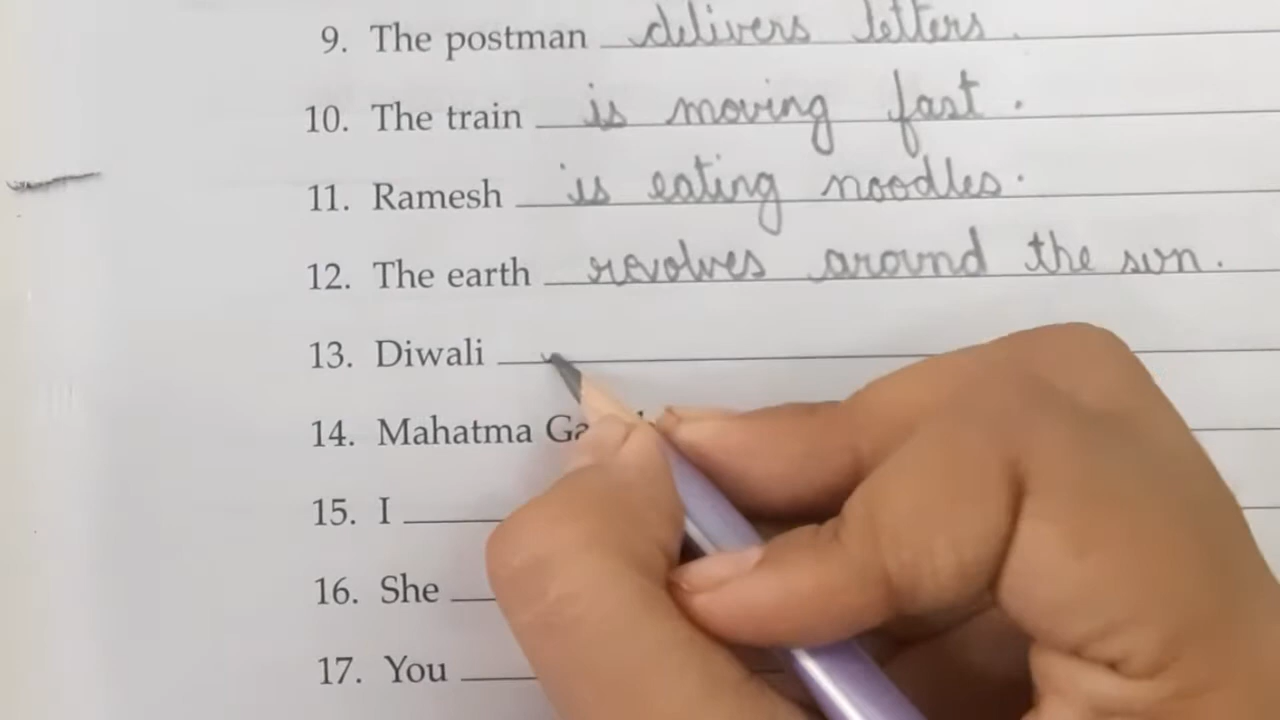 9. The postman delivers letters.
10. The train is moving fast.
11. Ramesh is eating noodles.
12. The earth revolves around the sun.
13. Diwali
14. Mahatma
15. I
16. She
17. You